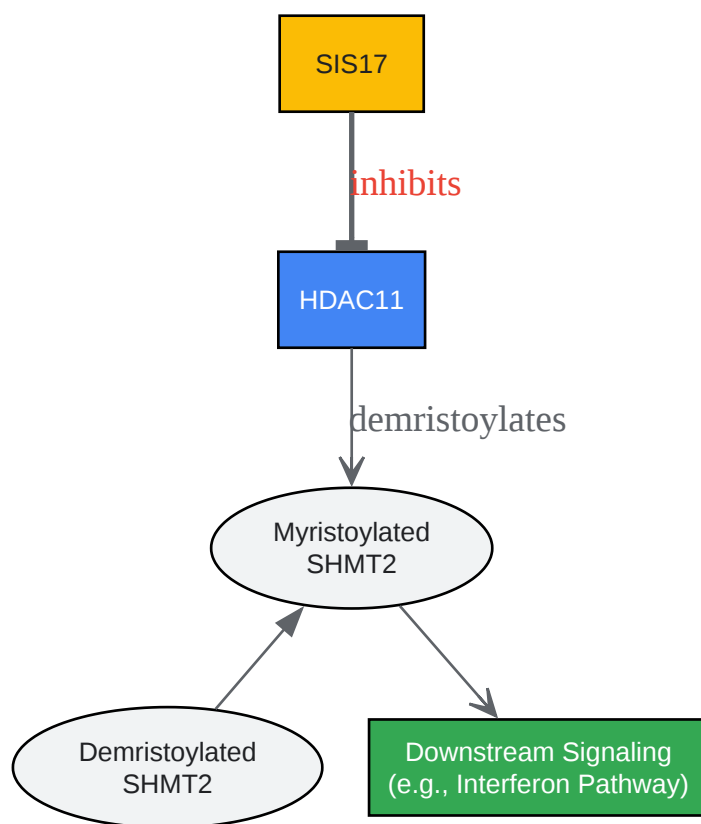 SIS17
inhibits
HDAC11
demristoylates
Myristoylated
SHMT2
Demristoylated
SHMT2
Downstream Signaling
(e.g., Interferon Pathway)